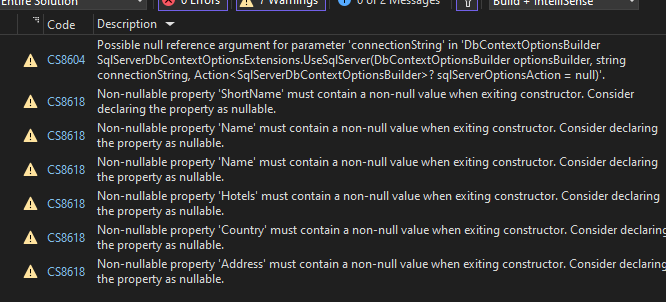 Entire Solution
0 Errors
7 Warnings
0 of 2 Messages
Build + IntelliSense
Code
Description
CS8604
Possible null reference argument for parameter 'connectionString' in 'DbContextOptionsBuilder
SqlServerDbContextOptionsExtensions.UseSqlServer(DbContextOptionsBuilder optionsBuilder, string
connectionString, Action<SqlServerDbContextOptionsBuilder>? sqlServerOptionsAction = null)'.
CS8618
Non-nullable property 'ShortName' must contain a non-null value when exiting constructor. Consider
declaring the property as nullable.
CS8618
Non-nullable property 'Name' must contain a non-null value when exiting constructor. Consider declaring
the property as nullable.
CS8618
Non-nullable property 'Name' must contain a non-null value when exiting constructor. Consider declaring
the property as nullable.
CS8618
Non-nullable property 'Hotels' must contain a non-null value when exiting constructor. Consider declaring
the property as nullable.
CS8618
Non-nullable property 'Country' must contain a non-null value when exiting constructor. Consider declaring
the property as nullable.
CS8618
Non-nullable property 'Address' must contain a non-null value when exiting constructor. Consider declaring
the property as nullable.